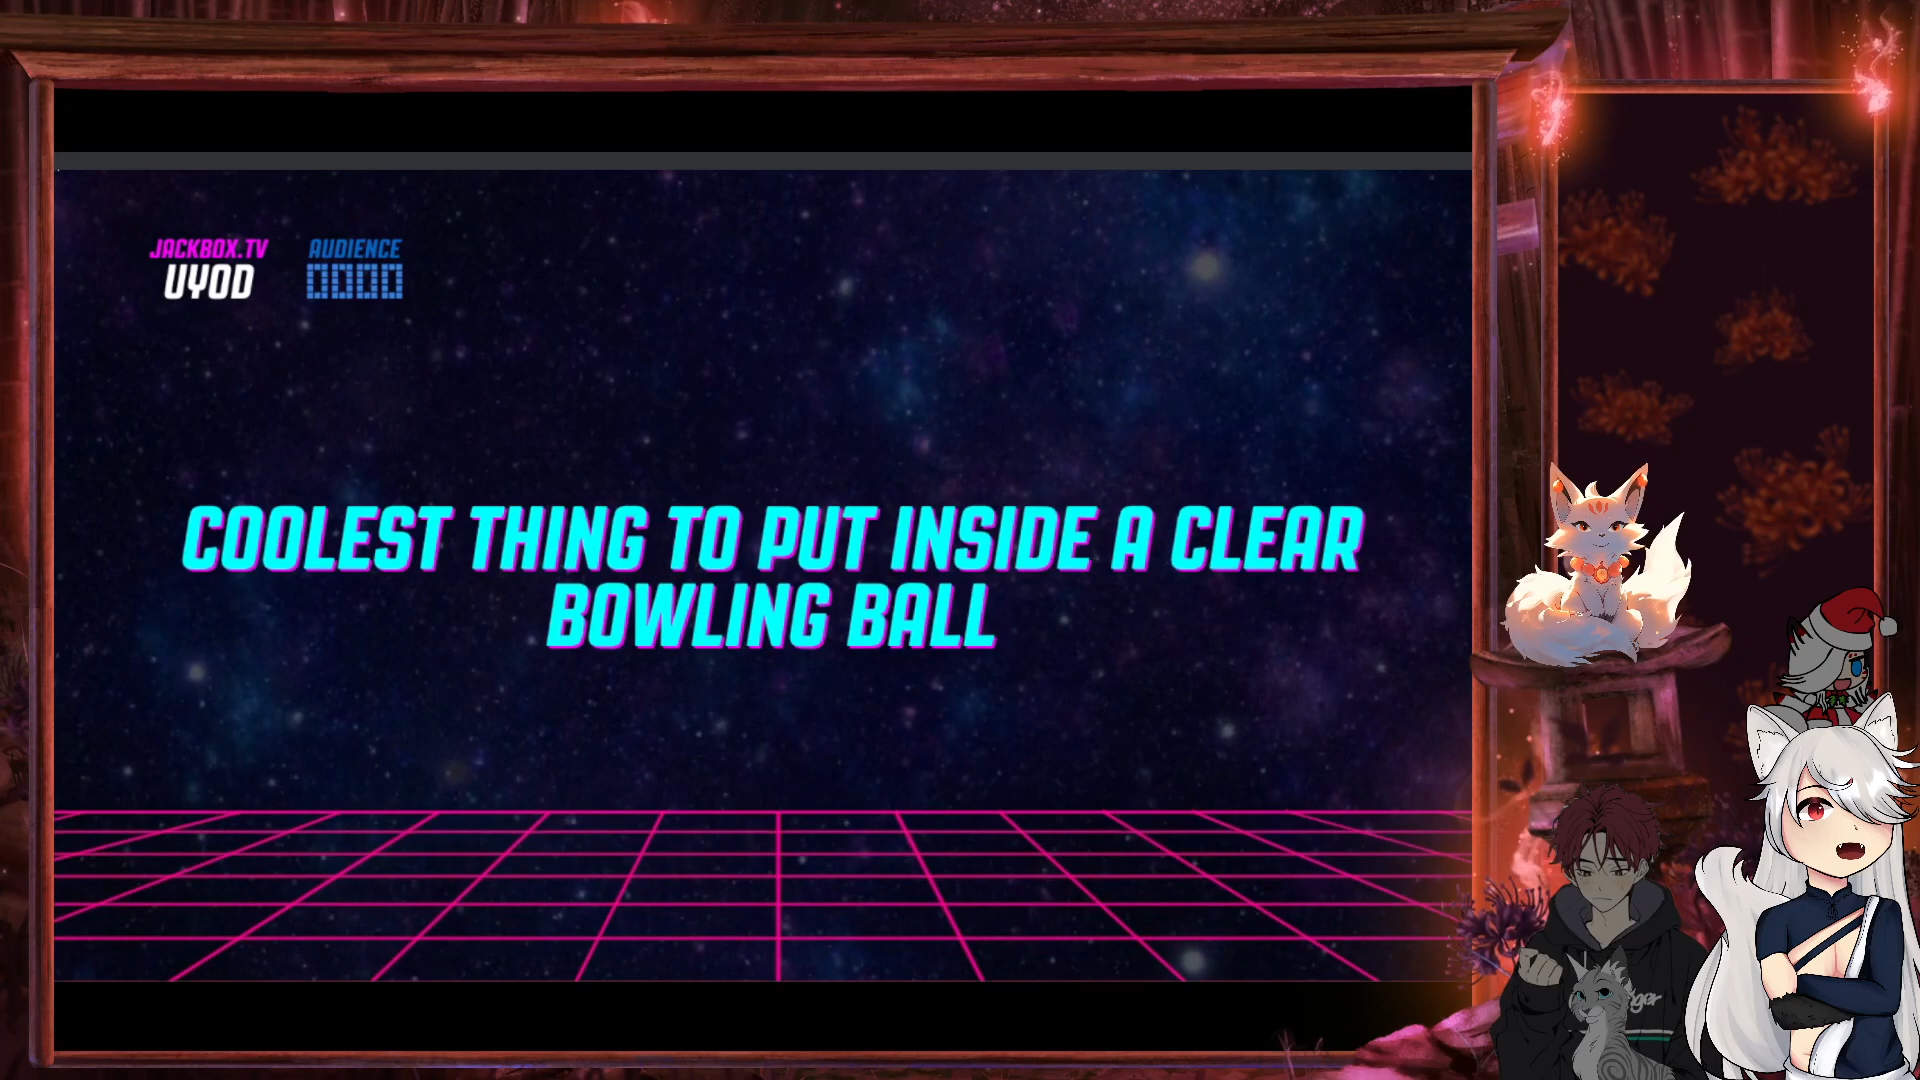 JACKBOX.TV
UYOD
AUDIENCE
COOLEST THING TO PUT INSIDE A CLEAR
BOWLING BALL